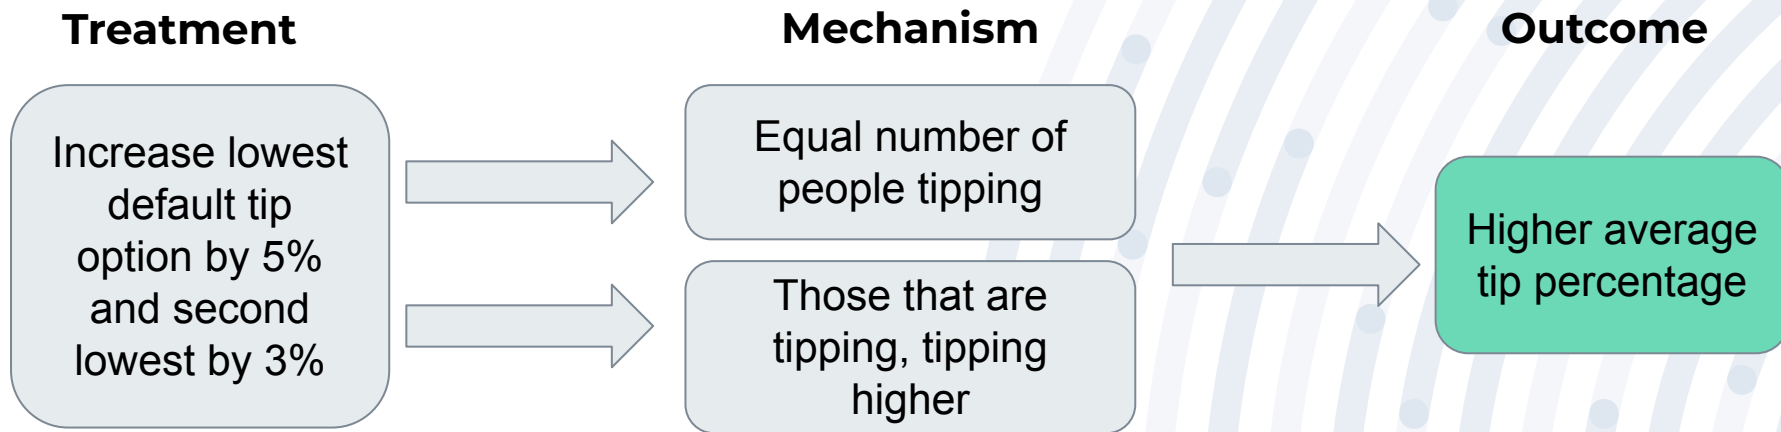 Treatment
Increase lowest
default tip
option by 5%
and second
lowest by 3%
Mechanism
Equal number of
people tipping
Those that are
tipping, tipping
higher
Outcome
Higher average
tip percentage